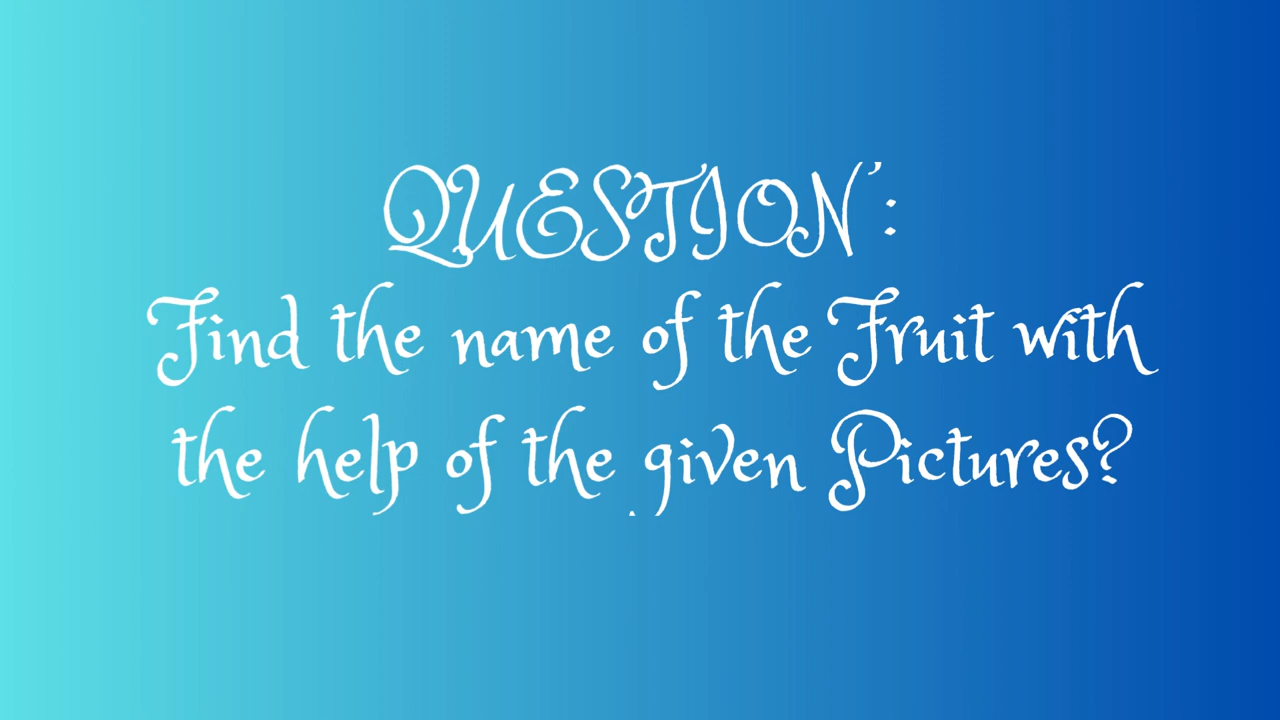 QUESTION':
Find the name of the Fruit with
the help of the given Pictures?